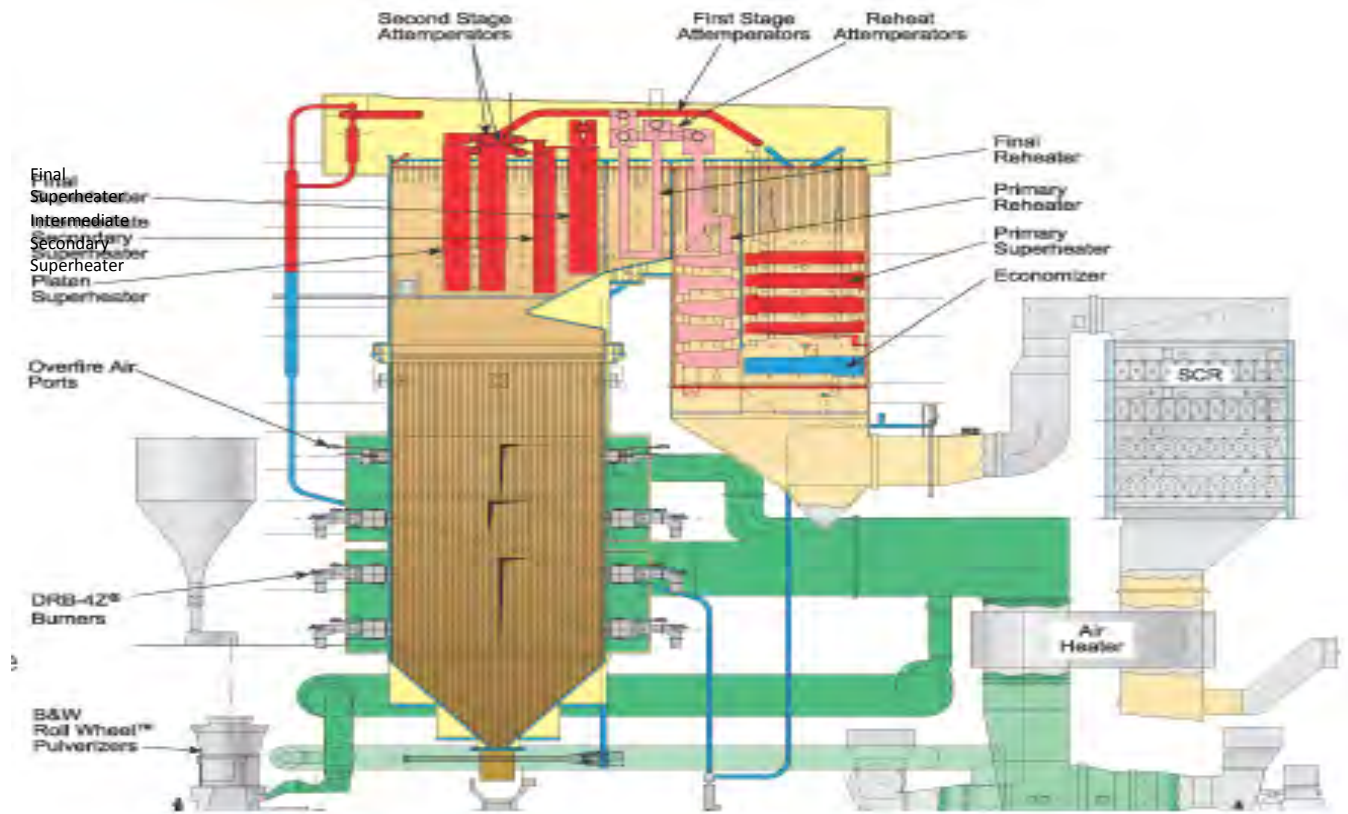 Second Stage
Attemperators
First Stage
Attemperators
Reheat
Attemperators
Final
Reheater
Primary
Reheater
Primary
Superheater
Economizer
Final
Superheater
Intermediate
Secondary
Superheater
Platen
Superheater
Overfire Air
Ports
DRB-4Z®
Burners
B&W
Roll Wheel™
Pulverizers
SCR
Air
Heater